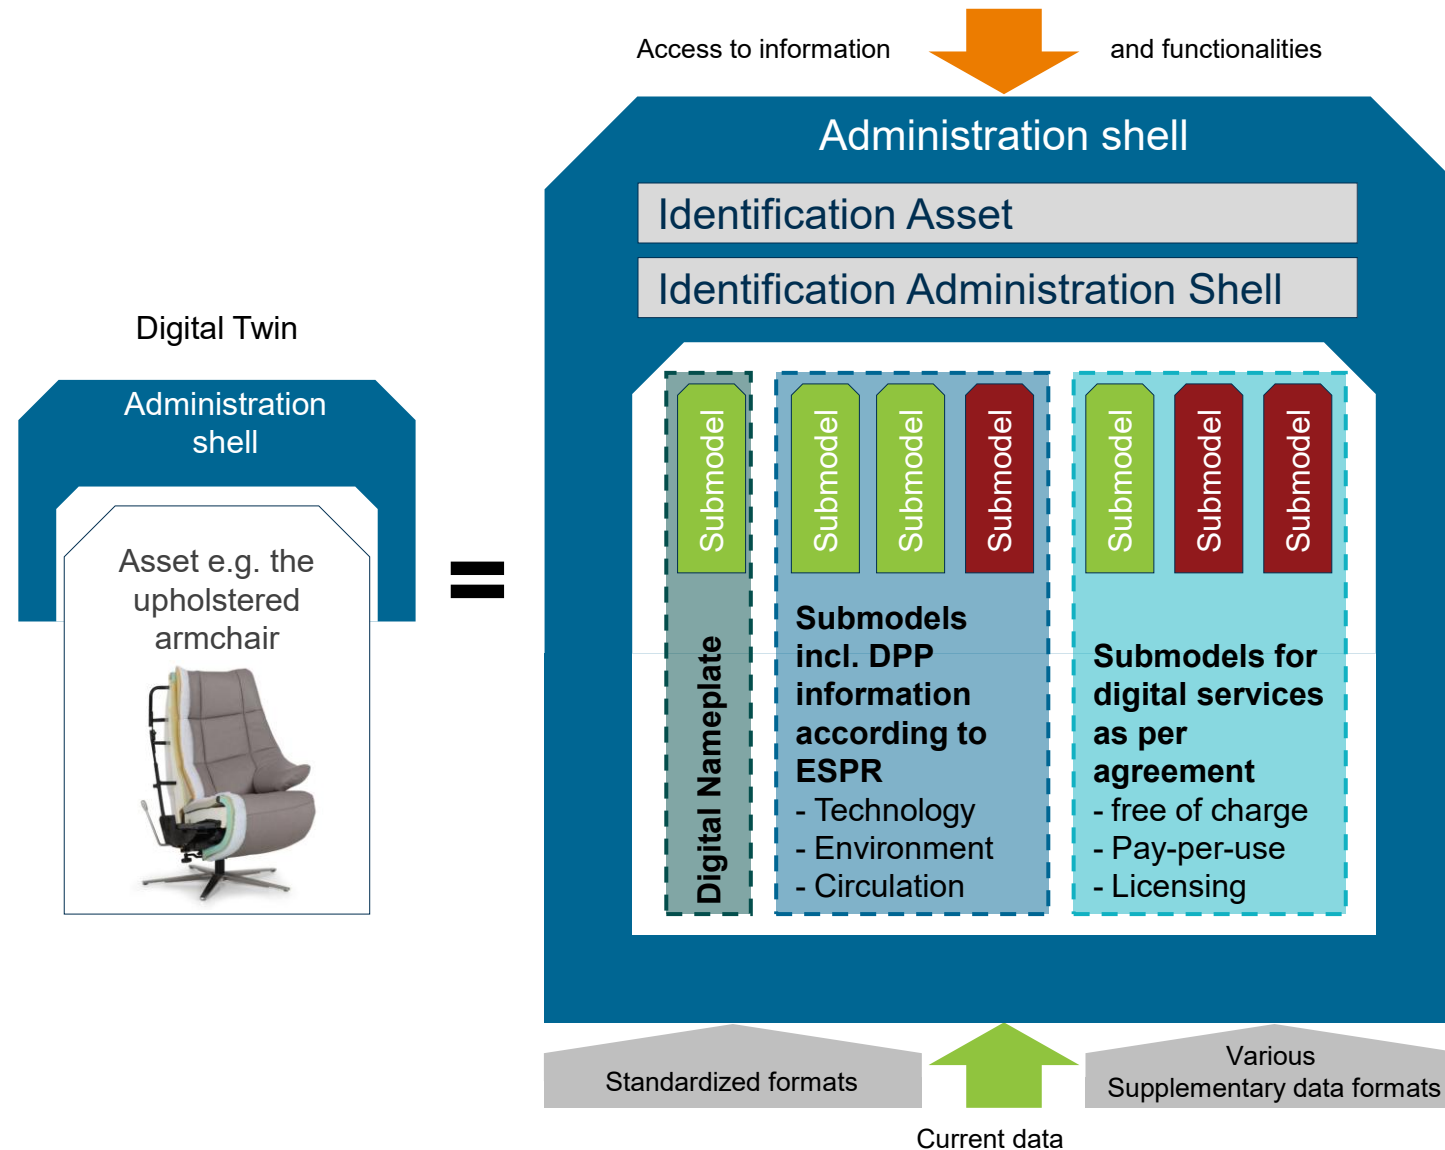 Access to information
and functionalities
Administration shell
Identification Asset
Identification Administration Shell
Digital Twin
Administration
shell
Asset e.g. the
upholstered
armchair
=
Submodel
Digital Nameplate
Submodel
Submodel
Submodel
Submodels
incl. DPP
information
according to
ESPR
- Technology
- Environment
- Circulation
Submodel
Submodel
Submodel
Submodels for
digital services
as per
agreement
- free of charge
- Pay-per-use
- Licensing
Standardized formats
Current data
Various
Supplementary data formats